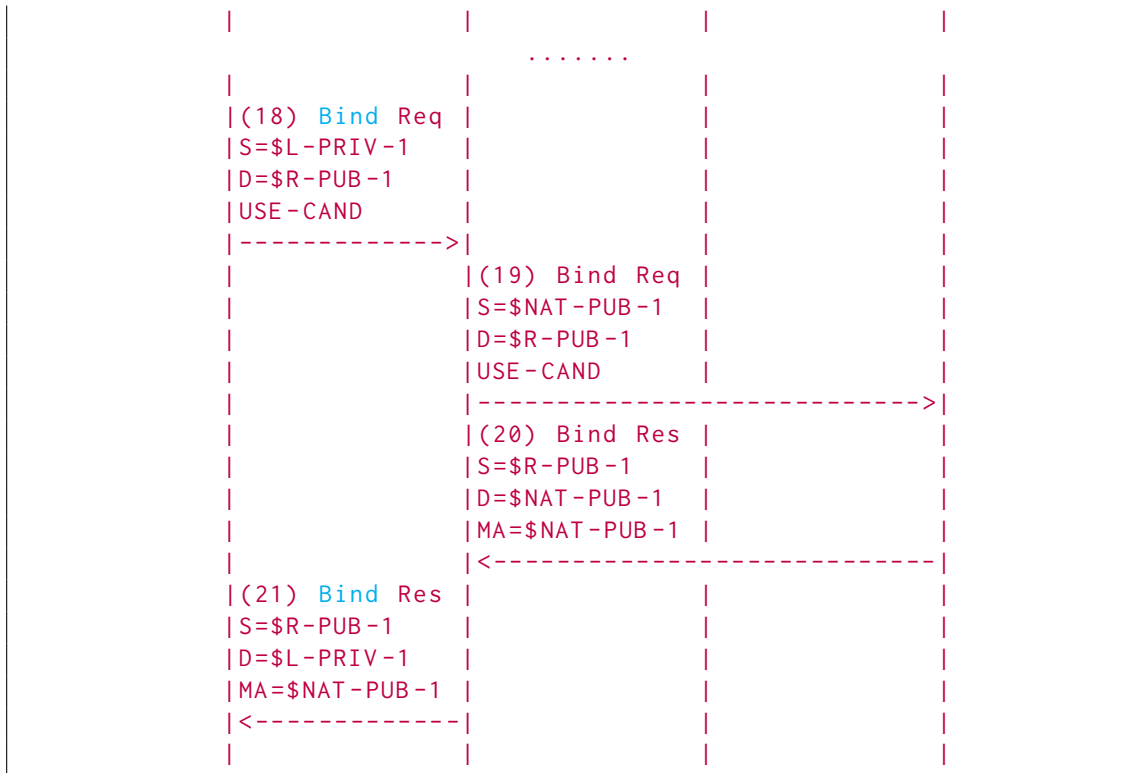 |             |              |              |
                   .......
|             |              |              |
|(18) Bind Req |              |              |
|S=$L-PRIV-1   |              |              |
|D=$R-PUB-1    |              |              |
|USE-CAND      |              |              |
|------------->|              |              |
|              |(19) Bind Req |              |
|              |S=$NAT-PUB-1  |              |
|              |D=$R-PUB-1    |              |
|              |USE-CAND      |              |
|              |---------------------------->|
|              |(20) Bind Res |              |
|              |S=$R-PUB-1    |              |
|              |D=$NAT-PUB-1  |              |
|              |MA=$NAT-PUB-1 |              |
|              |<----------------------------|
|(21) Bind Res |              |              |
|S=$R-PUB-1    |              |              |
|D=$L-PRIV-1   |              |              |
|MA=$NAT-PUB-1 |              |              |
|<-------------|              |              |
|              |              |              |